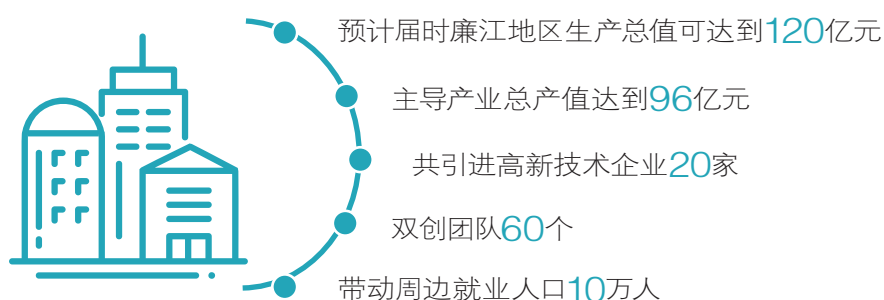 预计届时廉江地区生产总值可达到120亿元
主导产业总产值达到96亿元
共引进高新技术企业20家
双创团队60个
带动周边就业人口10万人